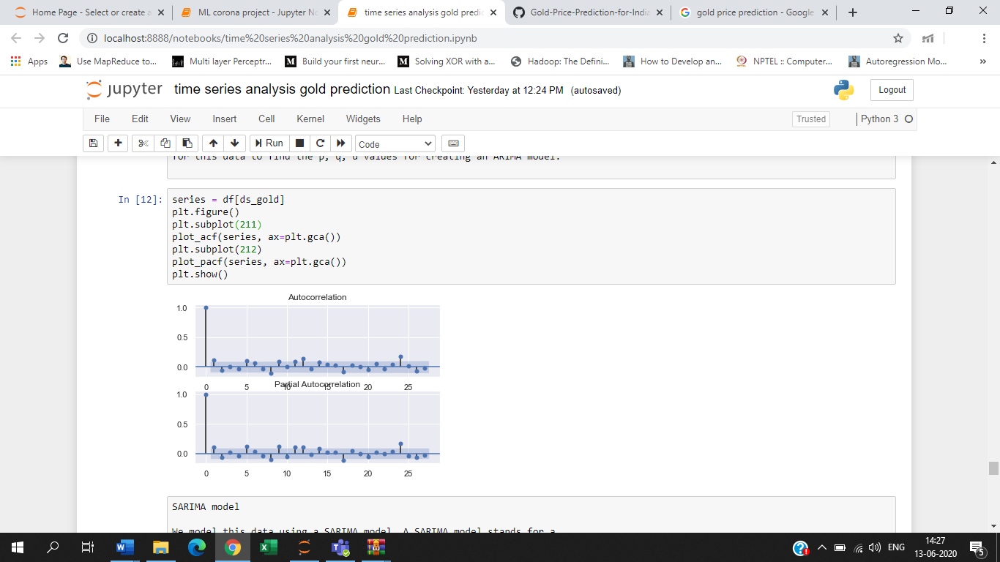 Home Page - Select or create a
ML corona project - Jupyter No
time series analysis gold predic
Gold-Price-Prediction-for-India
gold price prediction - Google
localhost:8888/notebooks/time%20series%20analysis%20gold%20prediction.ipynb
Apps
Use MapReduce to...
Multi layer Perceptr...
M
Build your first neur...
M
Solving XOR with a...
Hadoop: The Defini...
How to Develop an...
NPTEL :: Computer...
Autoregression Mo...
»
jupyter time series analysis gold prediction Last Checkpoint: Yesterday at 12:24 PM (autosaved)
Logout
File Edit View Insert Cell Kernel Widgets Help
Trusted
Python 3
Run
Code
for this data to find the p, q, d values for creating an ARIMA model.
In [12]:
series = df[ds_gold]
plt.figure()
plt.subplot(211)
plot_acf(series, ax=plt.gca())
plt.subplot(212)
plot_pacf(series, ax=plt.gca())
plt.show()
Autocorrelation
1.0
0.5
0.0
0 5 10 15 20 25
Partial Autocorrelation
1.0
0.5
0.0
0 5 10 15 20 25
SARIMA model
We model this data using a SARIMA model. A SARIMA model stands for a
ENG
14:27
13-06-2020
5